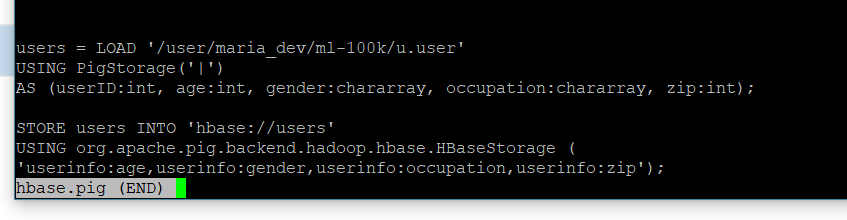 users = LOAD '/user/maria_dev/ml-100k/u.user'
USING PigStorage('|')
AS (userID:int, age:int, gender:chararray, occupation:chararray, zip:int);
STORE users INTO 'hbase://users'
USING org.apache.pig.backend.hadoop.hbase.HBaseStorage (
'userinfo:age,userinfo:gender,userinfo:occupation,userinfo:zip');
hbase.pig (END)